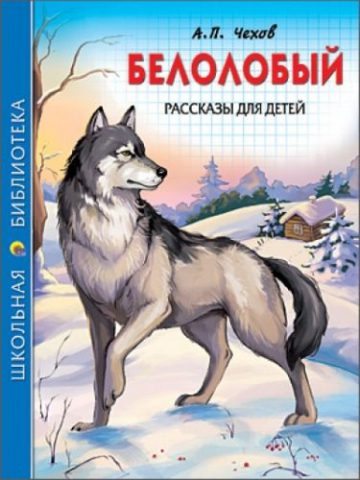 А.П. Чехов
БЕЛОЛОБЫЙ
РАССКАЗЫ ДЛЯ ДЕТЕЙ
ШКОЛЬНАЯ БИБЛИОТЕКА